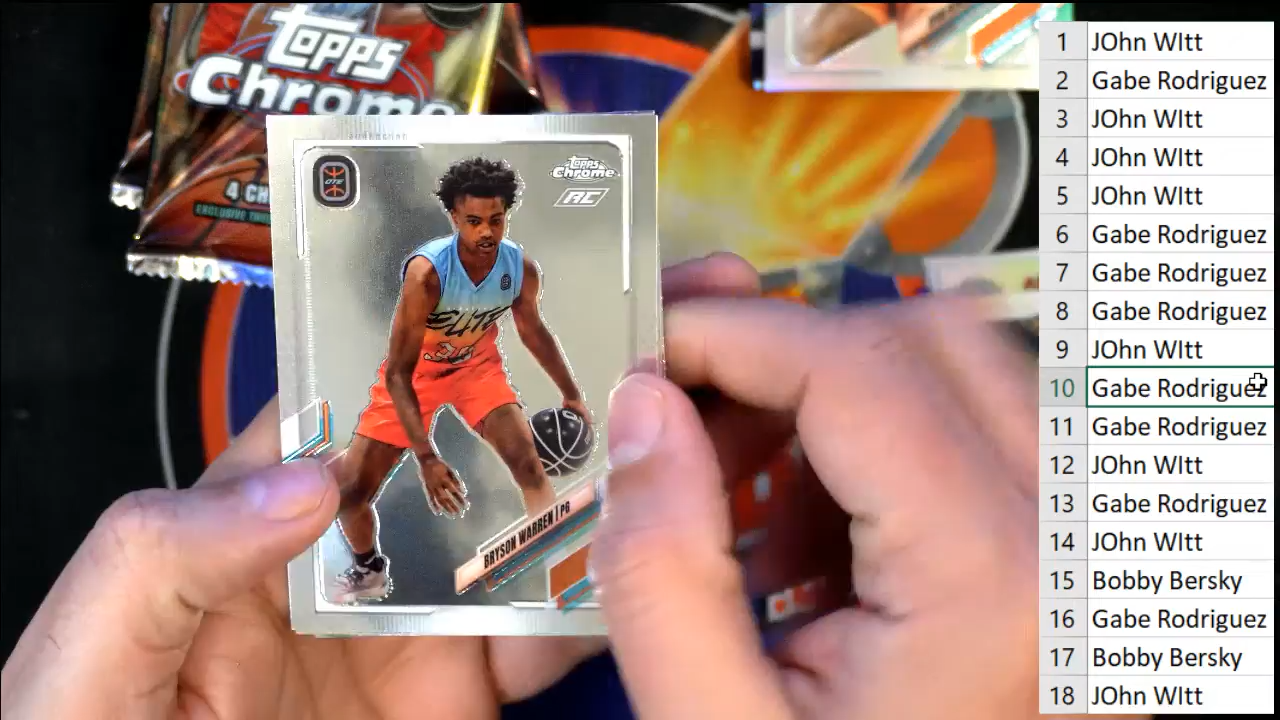 Topps
Chrome
4 CH
EXCLUSIVE
OTE
Topps
Chrome
RC
ELITE
BRYSON WARREN | PG
1 JOhn WItt
2 Gabe Rodriguez
3 JOhn WItt
4 JOhn WItt
5 JOhn WItt
6 Gabe Rodriguez
7 Gabe Rodriguez
8 Gabe Rodriguez
9 JOhn WItt
10 Gabe Rodriguez
11 Gabe Rodriguez
12 JOhn WItt
13 Gabe Rodriguez
14 JOhn WItt
15 Bobby Bersky
16 Gabe Rodriguez
17 Bobby Bersky
18 JOhn WItt